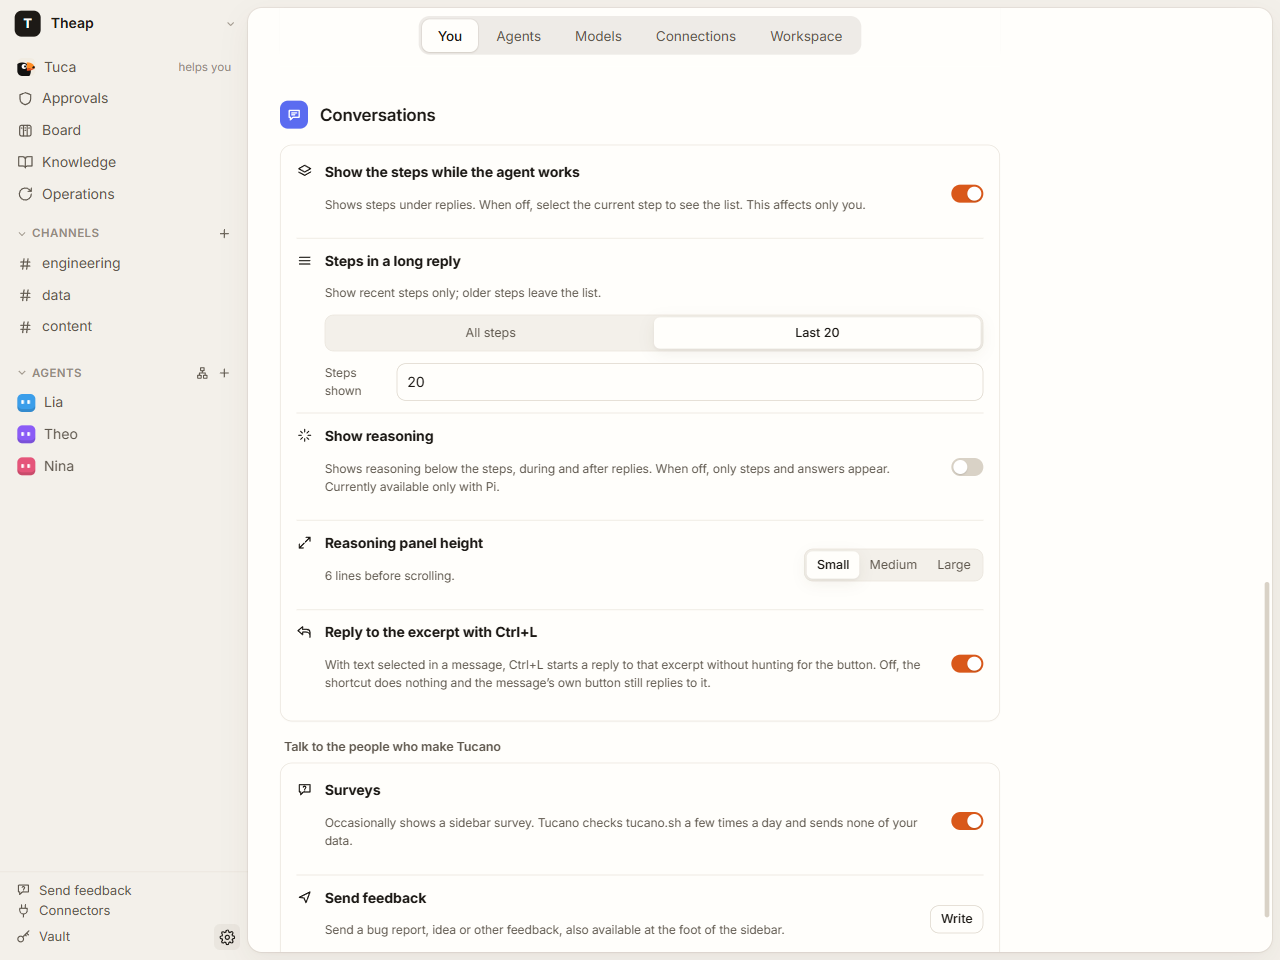 T Theap
Tuca helps you
Approvals
Board
Knowledge
Operations
CHANNELS
# engineering
# data
# content
AGENTS
Lia
Theo
Nina
Send feedback
Connectors
Vault
You Agents Models Connections Workspace
Conversations
Show the steps while the agent works
Shows steps under replies. When off, select the current step to see the list. This affects only you.
Steps in a long reply
Show recent steps only; older steps leave the list.
All steps Last 20
Steps
shown
20
Show reasoning
Shows reasoning below the steps, during and after replies. When off, only steps and answers appear.
Currently available only with Pi.
Reasoning panel height
6 lines before scrolling.
Small Medium Large
Reply to the excerpt with Ctrl+L
With text selected in a message, Ctrl+L starts a reply to that excerpt without hunting for the button. Off, the
shortcut does nothing and the message’s own button still replies to it.
Talk to the people who make Tucano
Surveys
Occasionally shows a sidebar survey. Tucano checks tucano.sh a few times a day and sends none of your
data.
Send feedback
Send a bug report, idea or other feedback, also available at the foot of the sidebar.
Write